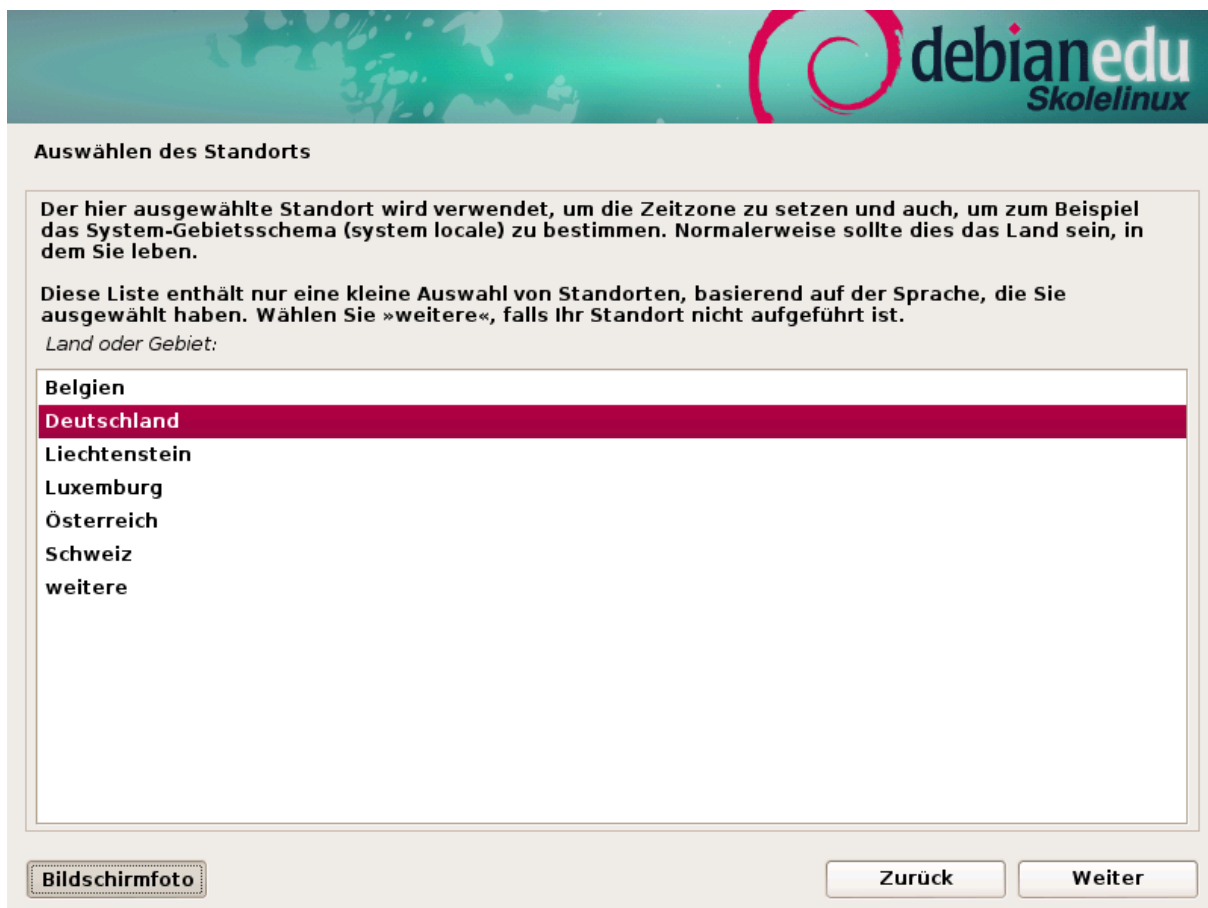 debianedu
Skolelinux
Auswählen des Standorts
Der hier ausgewählte Standort wird verwendet, um die Zeitzone zu setzen und auch, um zum Beispiel
das System-Gebietsschema (system locale) zu bestimmen. Normalerweise sollte dies das Land sein, in
dem Sie leben.
Diese Liste enthält nur eine kleine Auswahl von Standorten, basierend auf der Sprache, die Sie
ausgewählt haben. Wählen Sie »weitere«, falls Ihr Standort nicht aufgeführt ist.
Land oder Gebiet:
Belgien
Deutschland
Liechtenstein
Luxemburg
Österreich
Schweiz
weitere
Bildschirmfoto
Zurück
Weiter